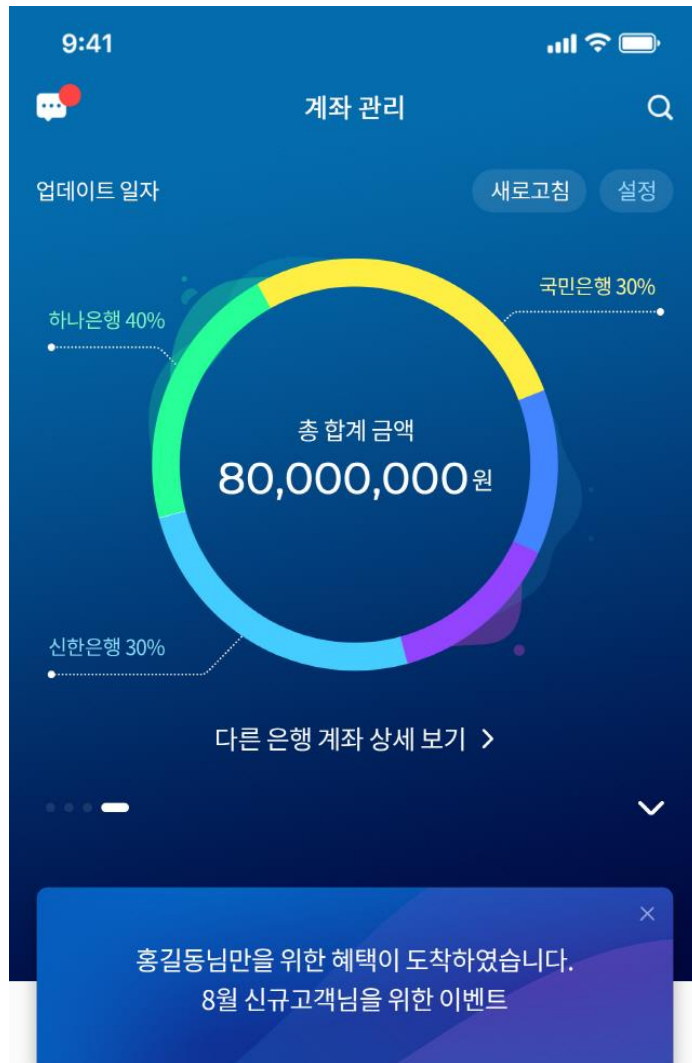 9:41
계좌 관리
업데이트 일자
새로고침 설정
국민은행 30%
하나은행 40%
총 합계 금액
80,000,000원
신한은행 30%
다른 은행 계좌 상세 보기
홍길동님만을 위한 혜택이 도착하였습니다.
8월 신규고객님을 위한 이벤트